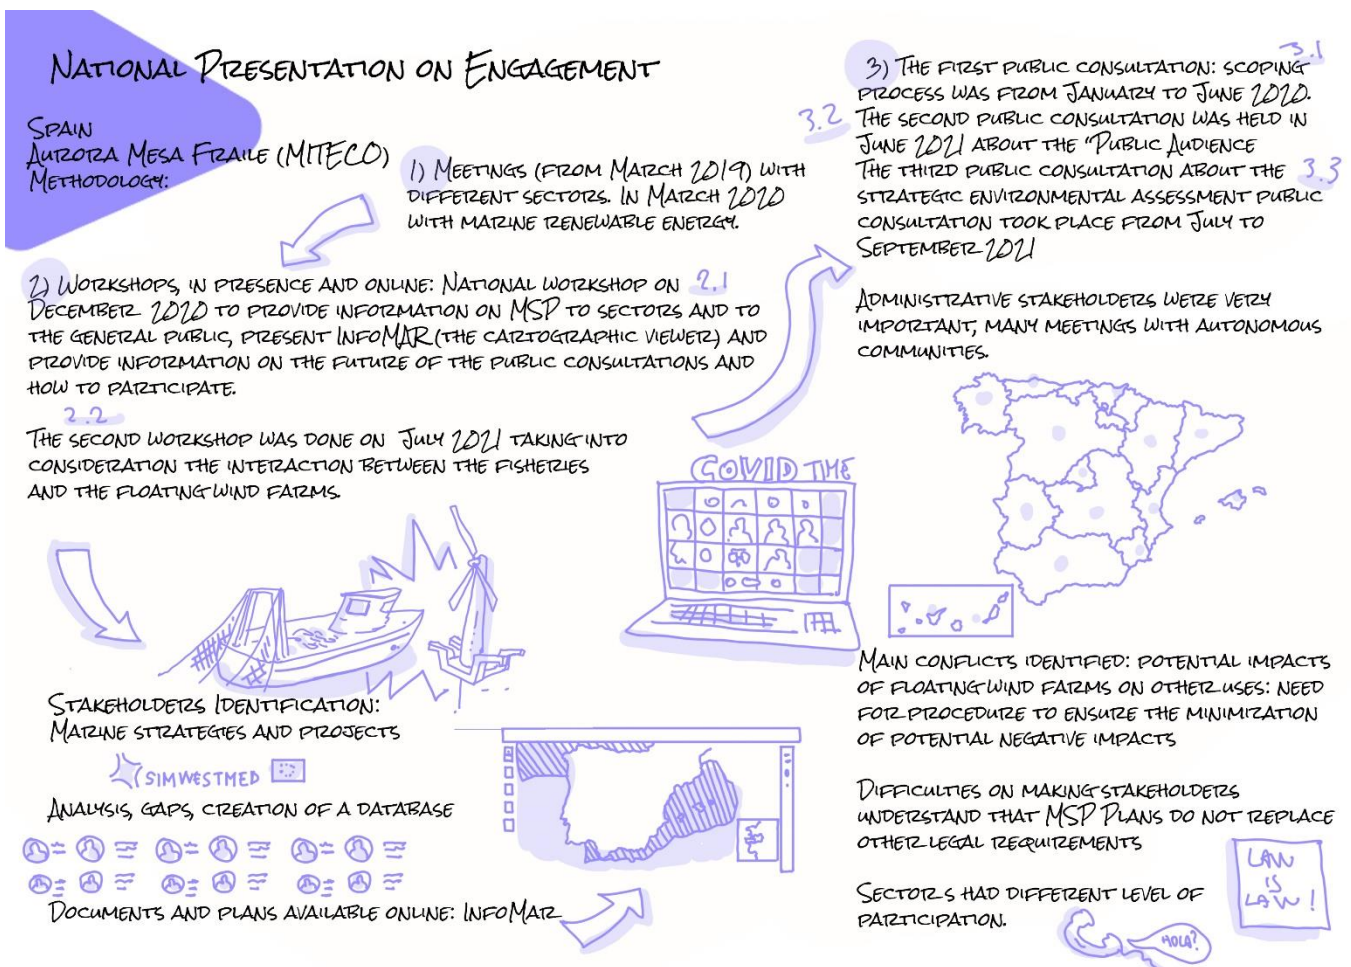 National Presentation on Engagement
Spain
Aurora Mesa Fraile (MITECO)
Methodology:
1) Meetings (from March 2019) with
different sectors. In March 2020
with marine renewable energy.
2) Workshops, in presence and online: National workshop on 2.1
December 2020 to provide information on MSP to sectors and to
the general public, present InfoMAR (the cartographic viewer) and
provide information on the future of the public consultations and
how to participate.
2.2
The second workshop was done on July 2021 taking into
consideration the interaction between the fisheries
and the floating wind farms.
Stakeholders Identification:
Marine strategies and projects
SIMWESTMED
Analysis, gaps, creation of a database
Documents and plans available online: InfoMar
COVID TIME
3.1
3) The first public consultation: scoping
process was from January to June 2020.
3.2 The second public consultation was held in
June 2021 about the "Public Audience
The third public consultation about the 3.3
strategic environmental assessment public
consultation took place from July to
September 2021
Administrative stakeholders were very
important, many meetings with autonomous
communities.
Main conflicts identified: potential impacts
of floating wind farms on other uses: need
for procedure to ensure the minimization
of potential negative impacts
Difficulties on making stakeholders
understand that MSP Plans do not replace
other legal requirements
LAW
IS
LAW!
Sectors had different level of
participation.
HOLA?